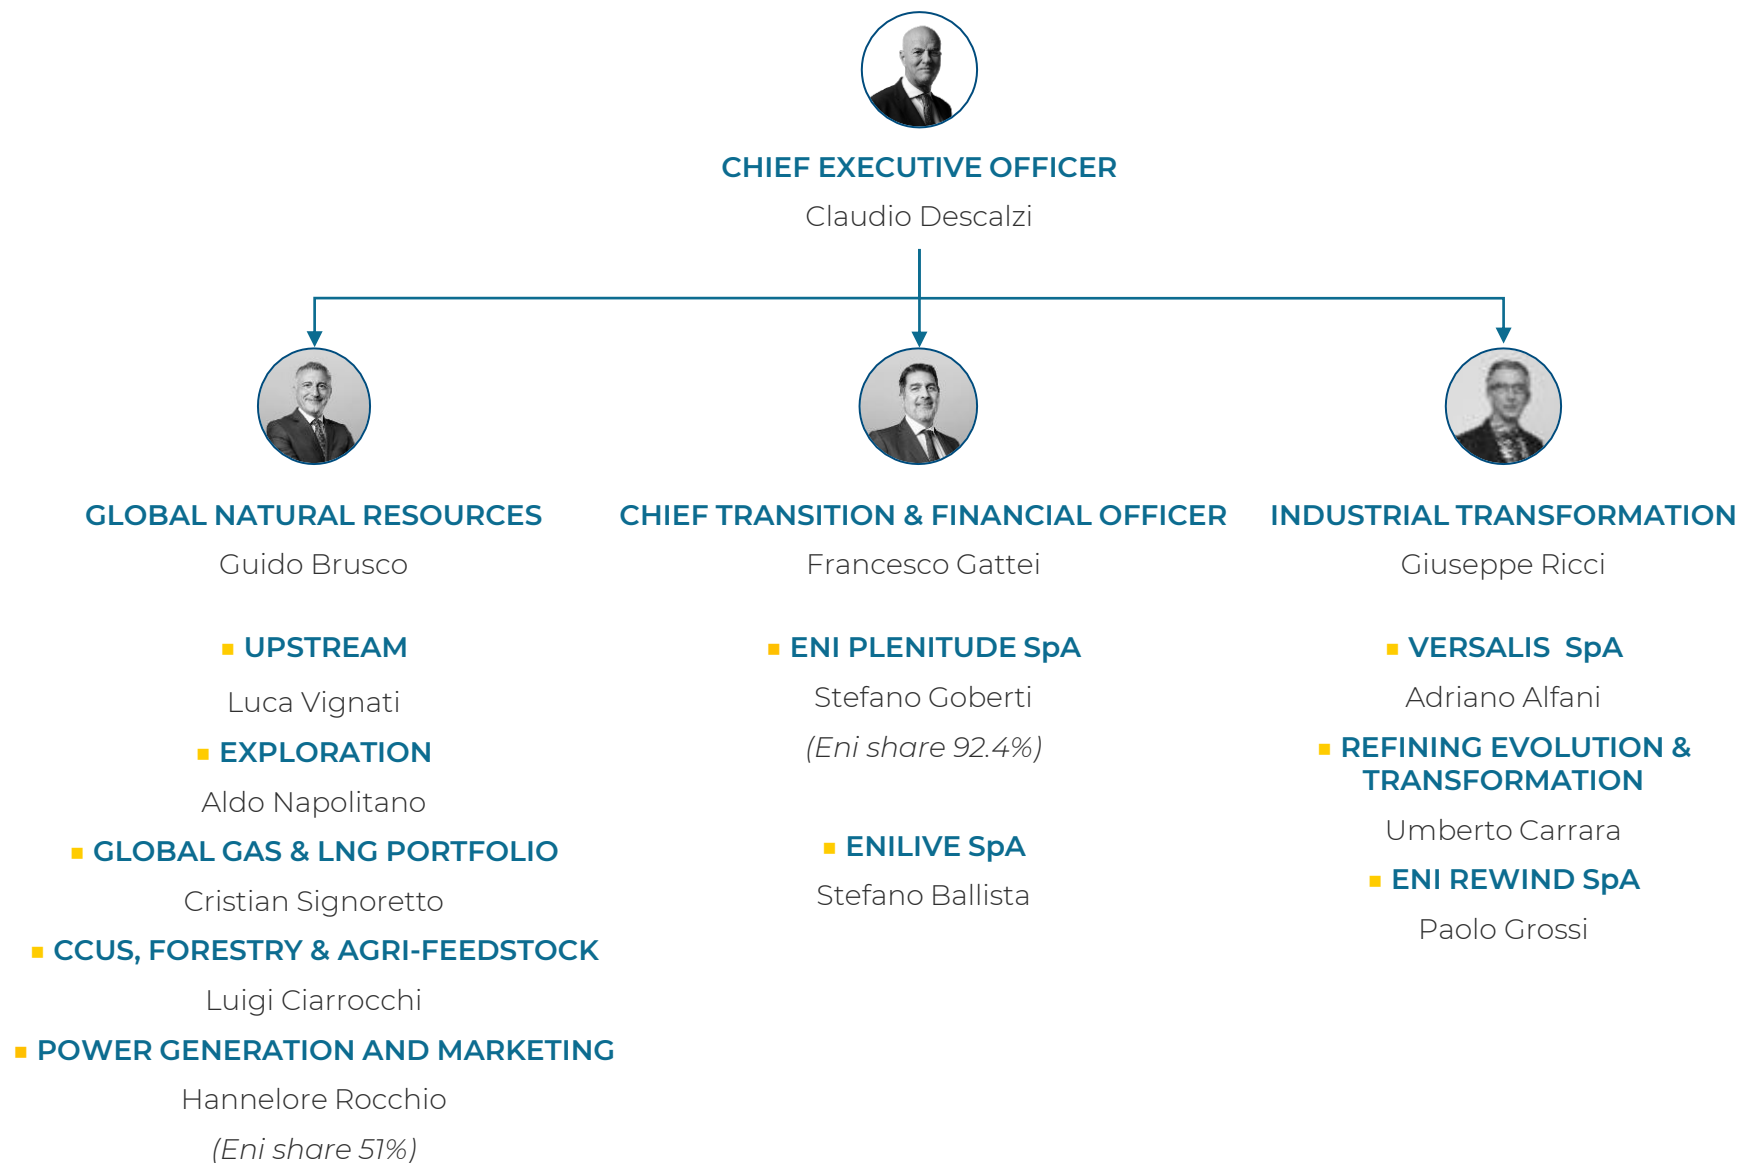 CHIEF EXECUTIVE OFFICER
Claudio Descalzi
GLOBAL NATURAL RESOURCES
Guido Brusco
UPSTREAM
Luca Vignati
EXPLORATION
Aldo Napolitano
GLOBAL GAS & LNG PORTFOLIO
Cristian Signoretto
CCUS, FORESTRY & AGRI-FEEDSTOCK
Luigi Ciarrocchi
POWER GENERATION AND MARKETING
Hannelore Rocchio
(Eni share 51%)
CHIEF TRANSITION & FINANCIAL OFFICER
Francesco Gattei
ENI PLENITUDE SpA
Stefano Goberti
(Eni share 92.4%)
ENILIVE SpA
Stefano Ballista
INDUSTRIAL TRANSFORMATION
Giuseppe Ricci
VERSALIS SpA
Adriano Alfani
REFINING EVOLUTION &
TRANSFORMATION
Umberto Carrara
ENI REWIND SpA
Paolo Grossi